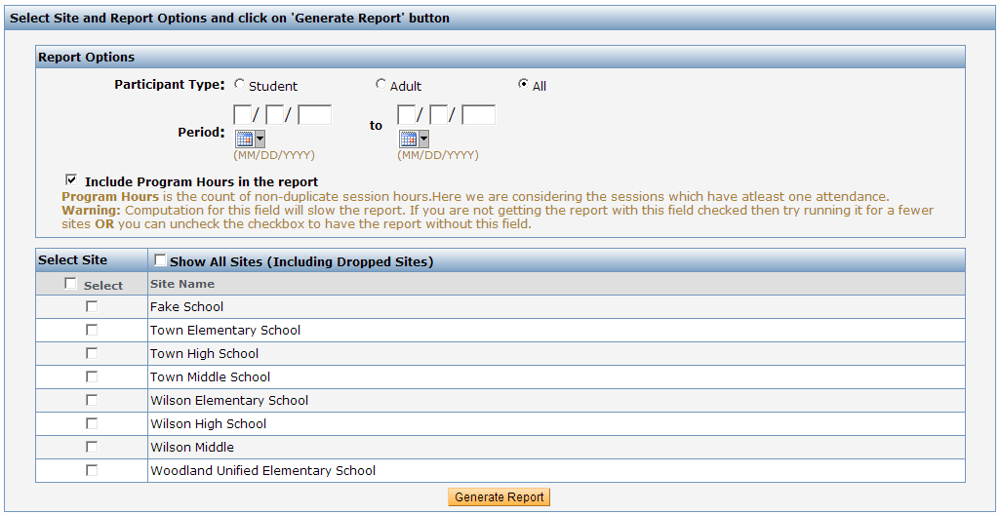 Select Site and Report Options and click on 'Generate Report' button
Report Options
Participant Type: Student Adult All
Period: / / to / /
(MM/DD/YYYY) (MM/DD/YYYY)
Include Program Hours in the report
Program Hours is the count of non-duplicate session hours.Here we are considering the sessions which have atleast one attendance.
Warning: Computation for this field will slow the report. If you are not getting the report with this field checked then try running it for a fewer
sites OR you can uncheck the checkbox to have the report without this field.
Select Site Show All Sites (Including Dropped Sites)
Select Site Name
Fake School
Town Elementary School
Town High School
Town Middle School
Wilson Elementary School
Wilson High School
Wilson Middle
Woodland Unified Elementary School
Generate Report